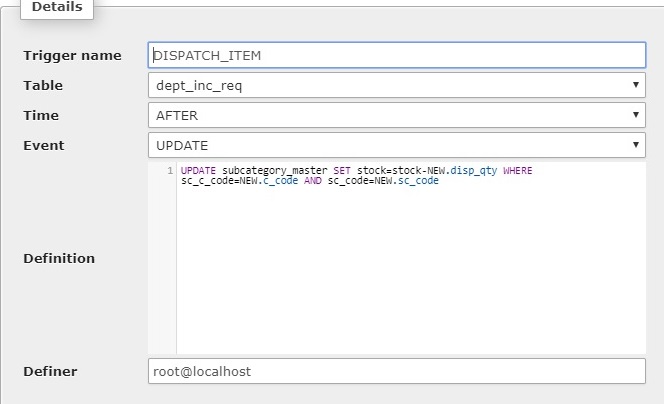 Details
Trigger name DISPATCH_ITEM
Table dept_inc_req
Time AFTER
Event UPDATE
1 UPDATE subcategory_master SET stock=stock-NEW.disp_qty WHERE
sc_c_code=NEW.c_code AND sc_code=NEW.sc_code
Definition
Definer root@localhost